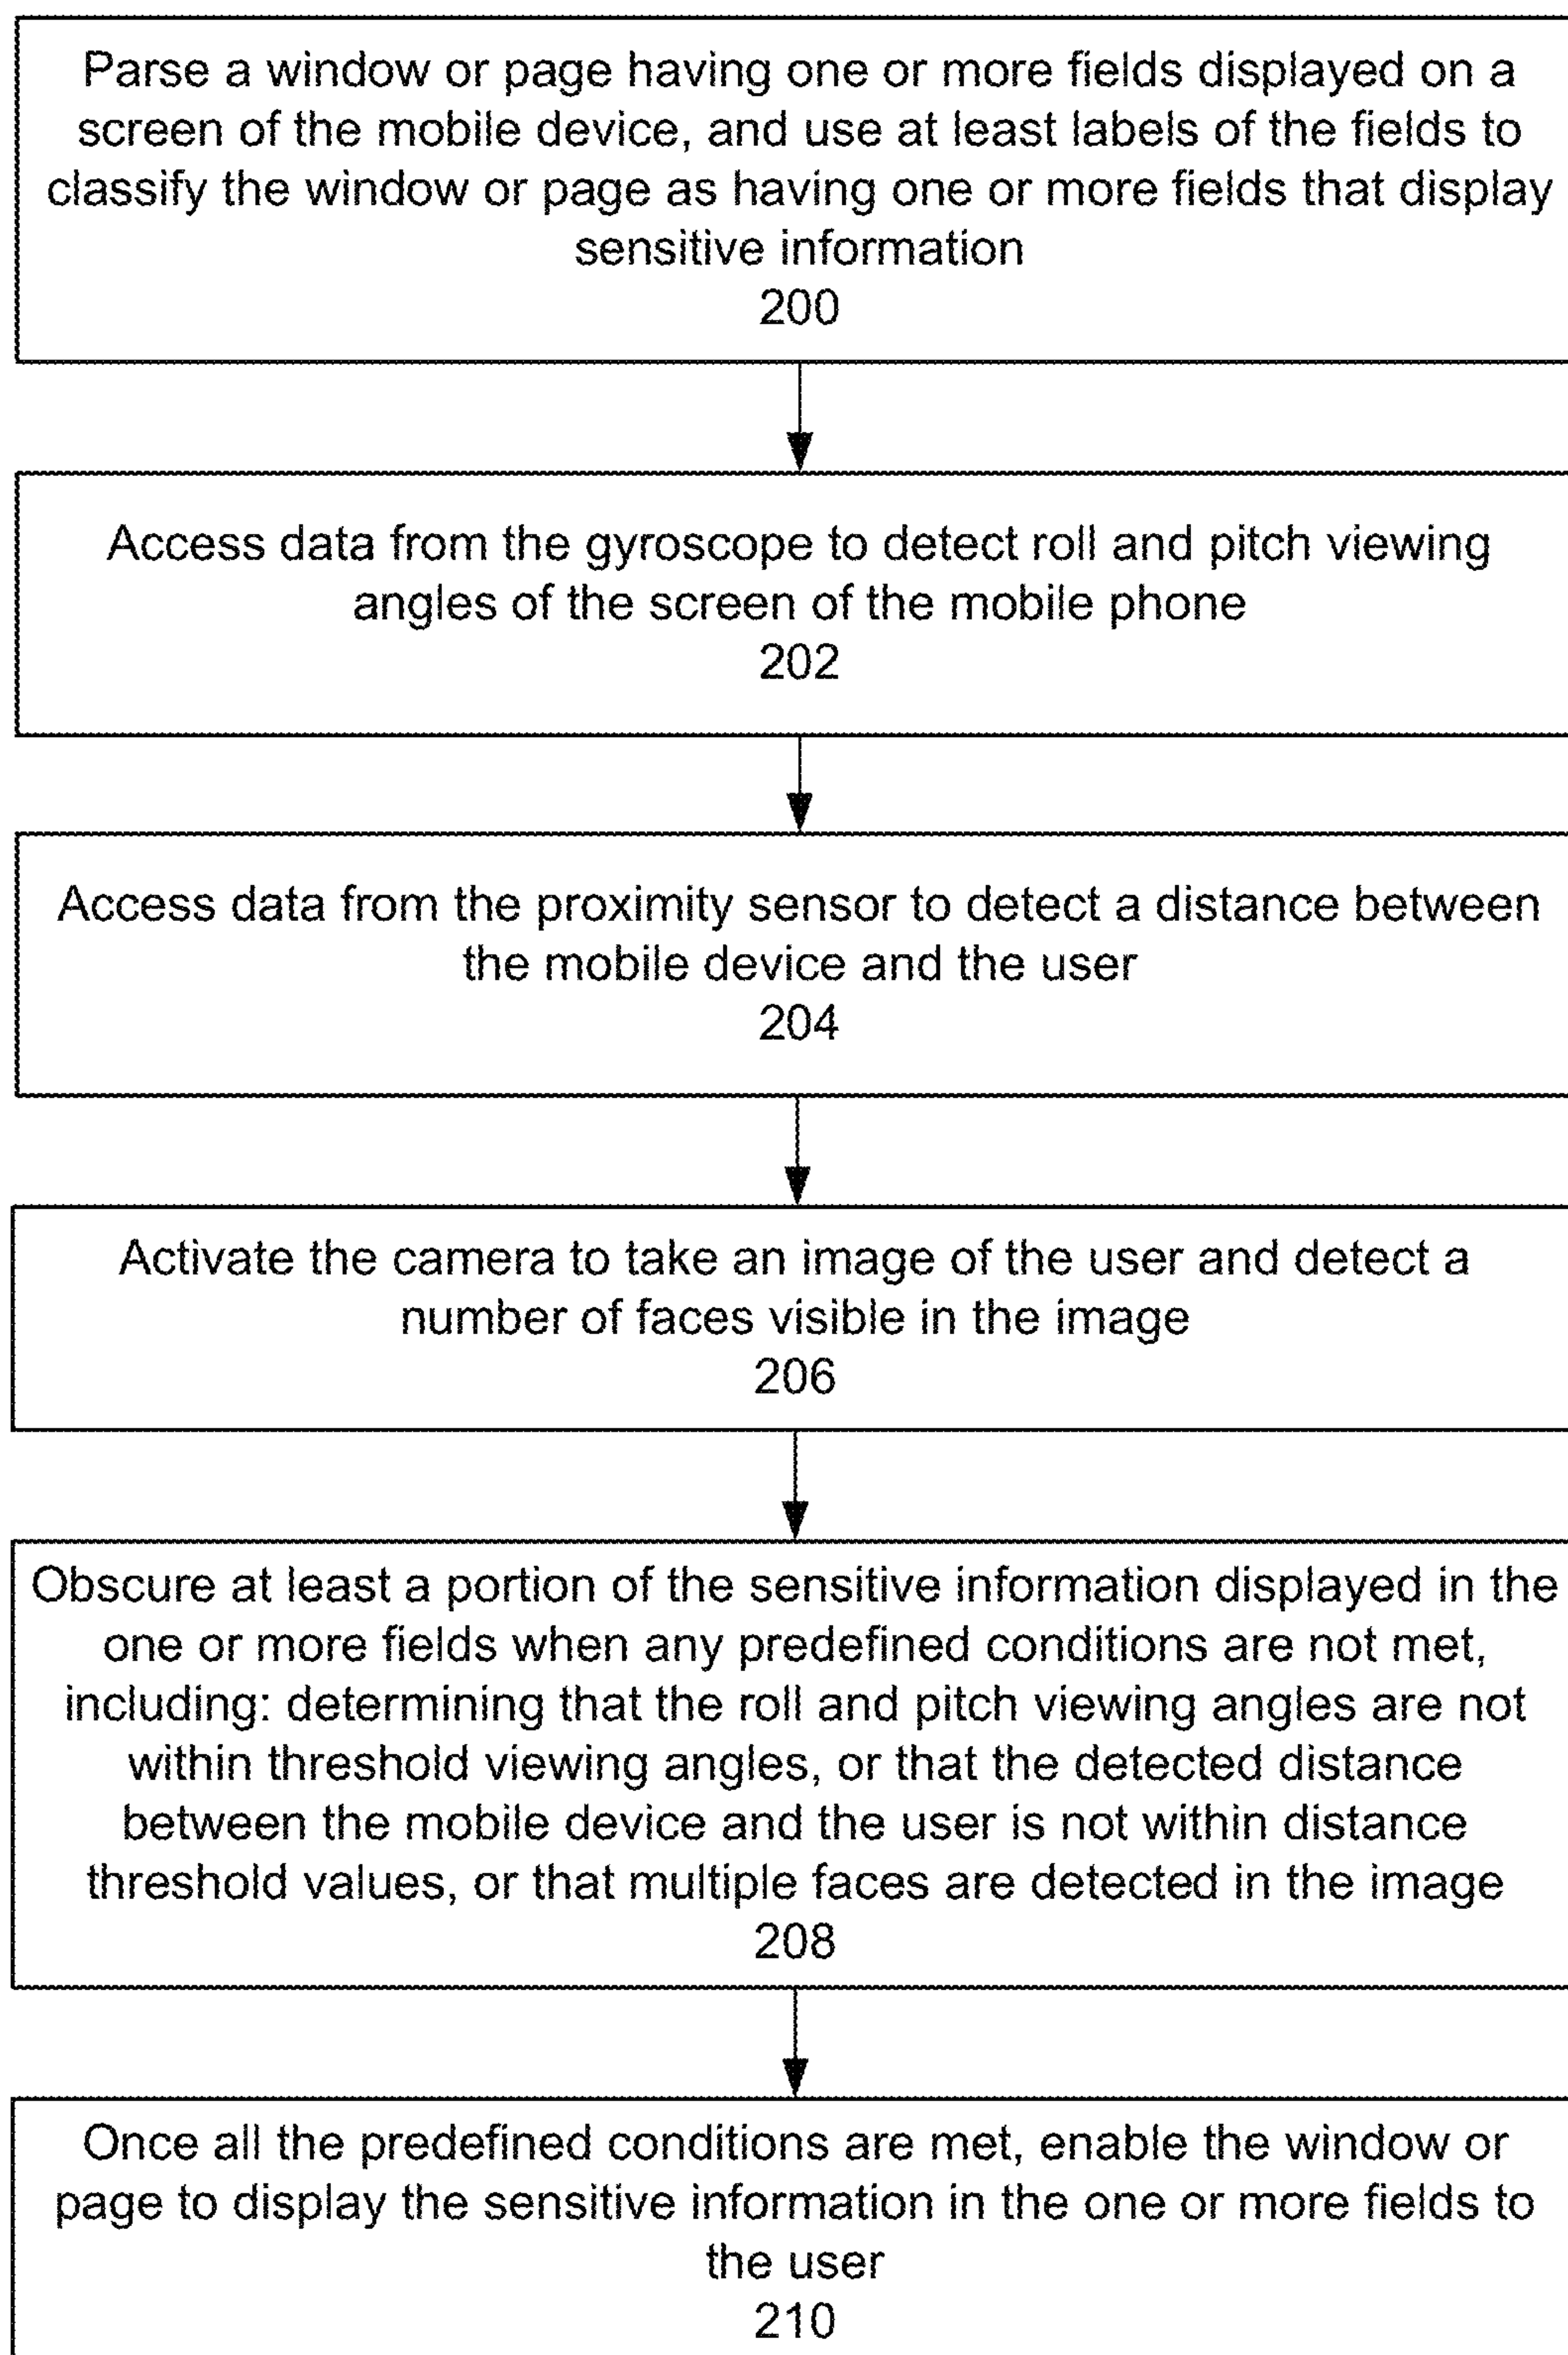 Parse a window or page having one or more fields displayed on a
screen of the mobile device, and use at least labels of the fields to
classify the window or page as having one or more fields that display
sensitive information
200
Access data from the gyroscope to detect roll and pitch viewing
angles of the screen of the mobile phone
202
Access data from the proximity sensor to detect a distance between
the mobile device and the user
204
Activate the camera to take an image of the user and detect a
number of faces visible in the image
206
Obscure at least a portion of the sensitive information displayed in the
one or more fields when any predefined conditions are not met,
including: determining that the roll and pitch viewing angles are not
within threshold viewing angles, or that the detected distance
between the mobile device and the user is not within distance
threshold values, or that multiple faces are detected in the image
208
Once all the predefined conditions are met, enable the window or
page to display the sensitive information in the one or more fields to
the user
210